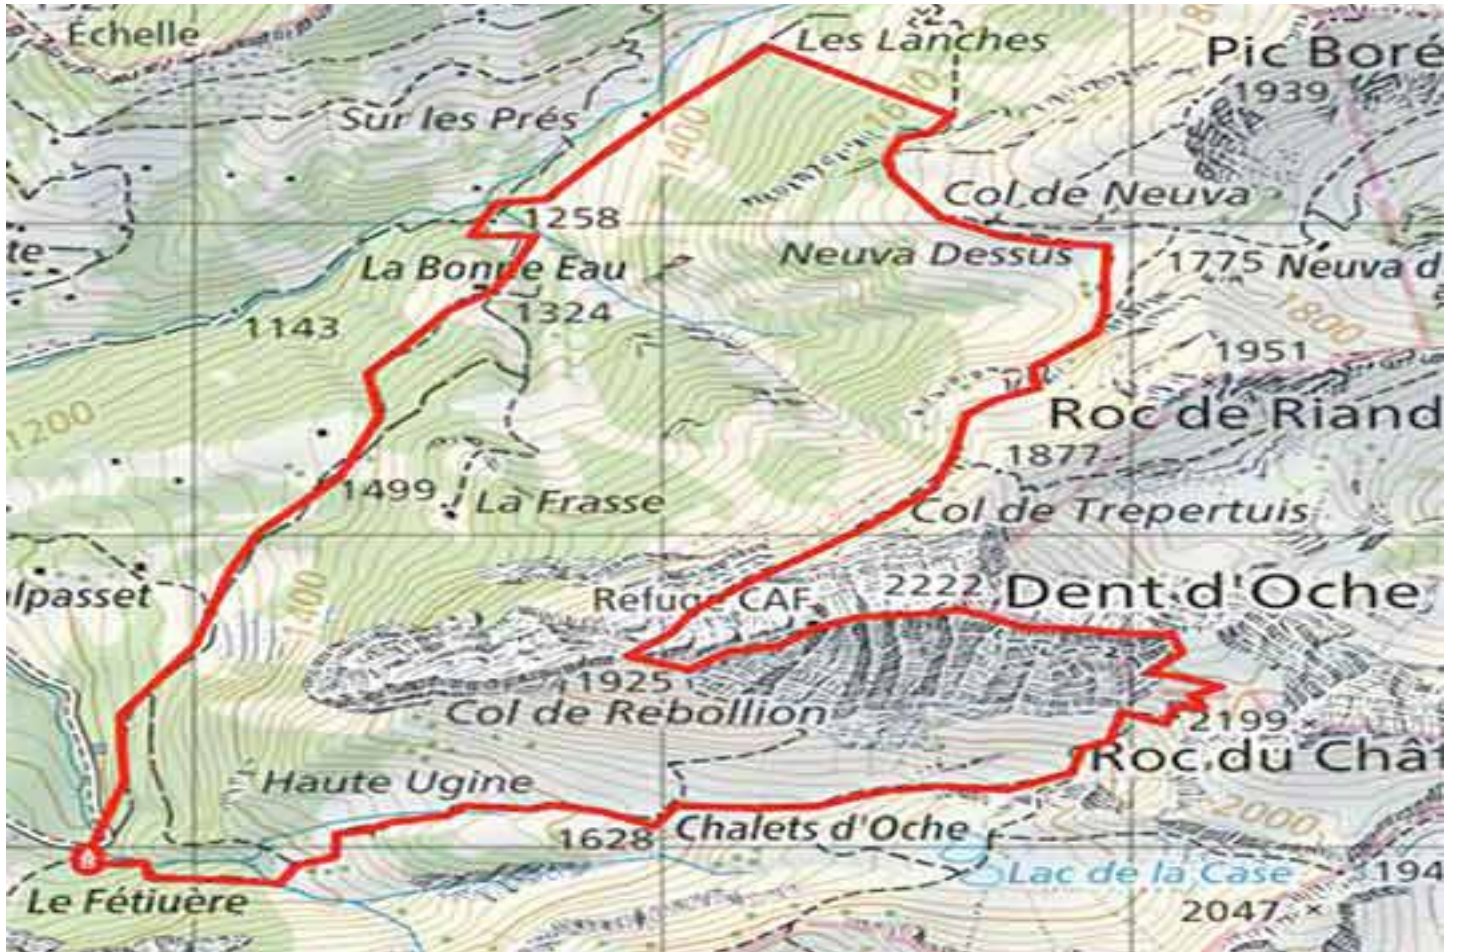 Échelle
Les Lanches
Pic Boré
1939
Sur les Prés
1400
Col de Neuva
1258
te
Neuva Dessus
1775 Neuva d
La Bonne Eau
1324
1143
1800
1951
1200
Roc de Riand
1877
1499
La Frasse
Col de Trepertuis
lpasset
1400
Refuge CAF
2222
Dent d'Oche
1925
Col de Rebollion
2199
Roc du Chât
Haute Ugine
2000
1628
Chalets d'Oche
Lac de la Case
194
Le Fétiuère
2047